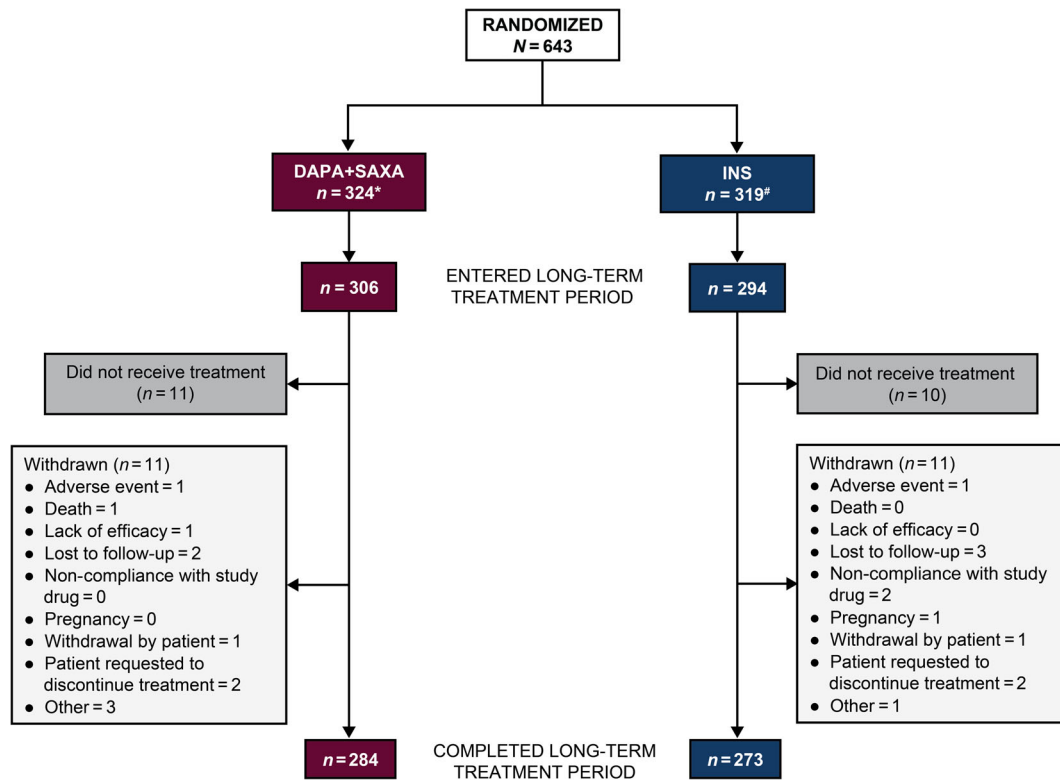 RANDOMIZED
N = 643
DAPA+SAXA
n = 324*
INS
n = 319#
n = 306
ENTERED LONG-TERM
TREATMENT PERIOD
n = 294
Did not receive treatment
(n = 11)
Did not receive treatment
(n = 10)
Withdrawn (n = 11)
● Adverse event = 1
● Death = 1
● Lack of efficacy = 1
● Lost to follow-up = 2
● Non-compliance with study
drug = 0
● Pregnancy = 0
● Withdrawal by patient = 1
● Patient requested to
discontinue treatment = 2
● Other = 3
Withdrawn (n = 11)
● Adverse event = 1
● Death = 0
● Lack of efficacy = 0
● Lost to follow-up = 3
● Non-compliance with study
drug = 2
● Pregnancy = 1
● Withdrawal by patient = 1
● Patient requested to
discontinue treatment = 2
● Other = 1
n = 284
COMPLETED LONG-TERM
TREATMENT PERIOD
n = 273